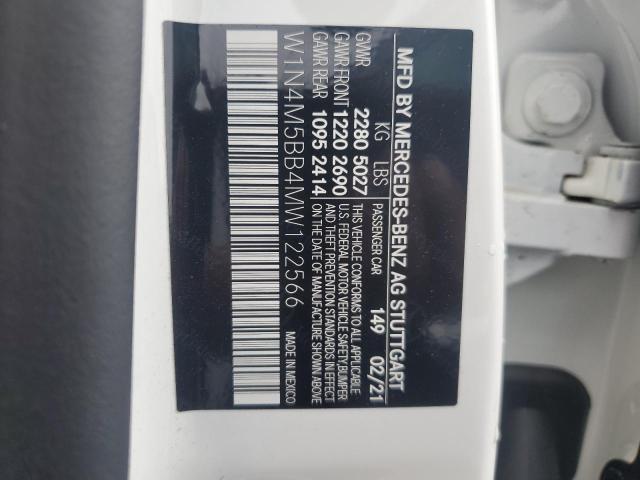 MFD BY MERCEDES-BENZ AG STUTTGART
KG LBS PASSENGER CAR 149 02/21
GVWR 2280 5027 THIS VEHICLE CONFORMS TO ALL APPLICABLE
GAWR FRONT 1220 2690 U.S. FEDERAL MOTOR VEHICLE SAFETY,BUMPER
GAWR REAR 1095 2414 AND THEFT PREVENTION STANDARDS IN EFFECT
ON THE DATE OF MANUFACTURE SHOWN ABOVE
W1N4M5BB4MW122566 MADE IN MEXICO